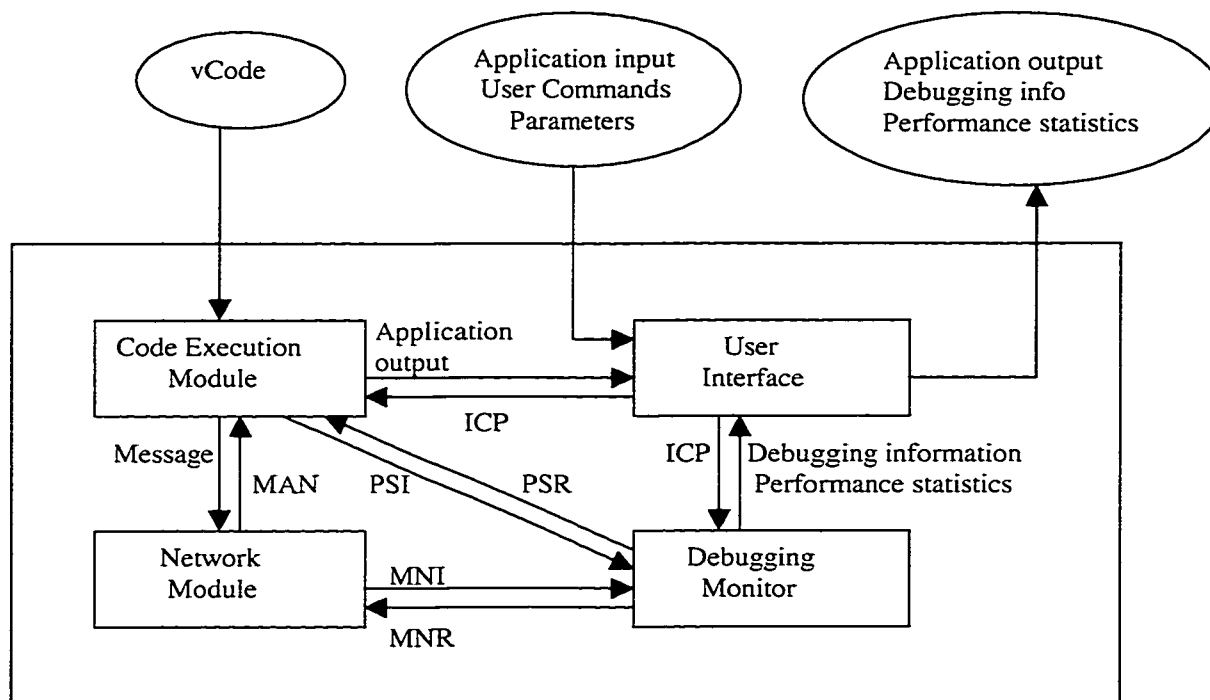 vCode
Application input
User Commands
Parameters
Application output
Debugging info
Performance statistics
Code Execution
Module
Application
output
User
Interface
ICP
Message
MAN
PSI
PSR
ICP
Debugging information
Performance statistics
Network
Module
MNI
MNR
Debugging
Monitor